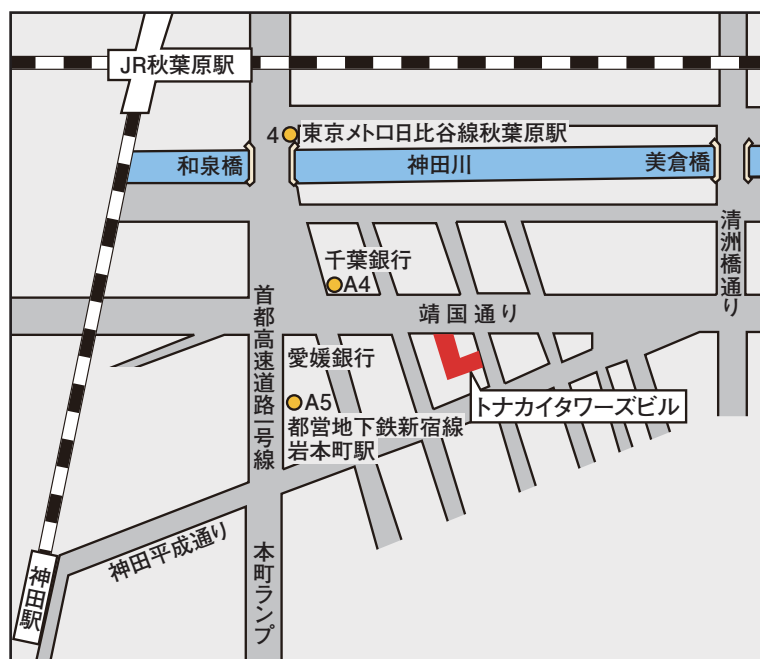 JR秋葉原駅
4
東京メトロ日比谷線秋葉原駅
和泉橋
神田川
美倉橋
清洲橋通り
千葉銀行
A4
靖国通り
首都高速道路一号線
愛媛銀行
A5
都営地下鉄新宿線
岩本町駅
トナカイタワーズビル
神田平成通り
神田駅
本町ランプ